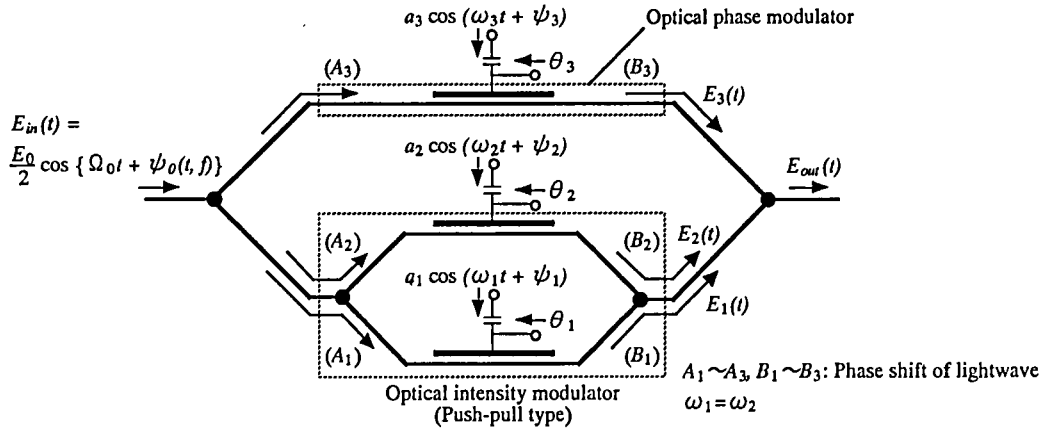 a₃ cos (ω₃t + ψ₃)
Optical phase modulator
θ₃
(A₃)
(B₃)
E₃(t)
E_in(t) =
E₀/2 cos { Ω₀t + ψ₀(t, f)}
a₂ cos (ω₂t + ψ₂)
θ₂
E_out(t)
(A₂)
(B₂)
E₂(t)
a₁ cos (ω₁t + ψ₁)
E₁(t)
θ₁
(A₁)
(B₁)
A₁~A₃, B₁~B₃: Phase shift of lightwave
Optical intensity modulator
ω₁=ω₂
(Push-pull type)